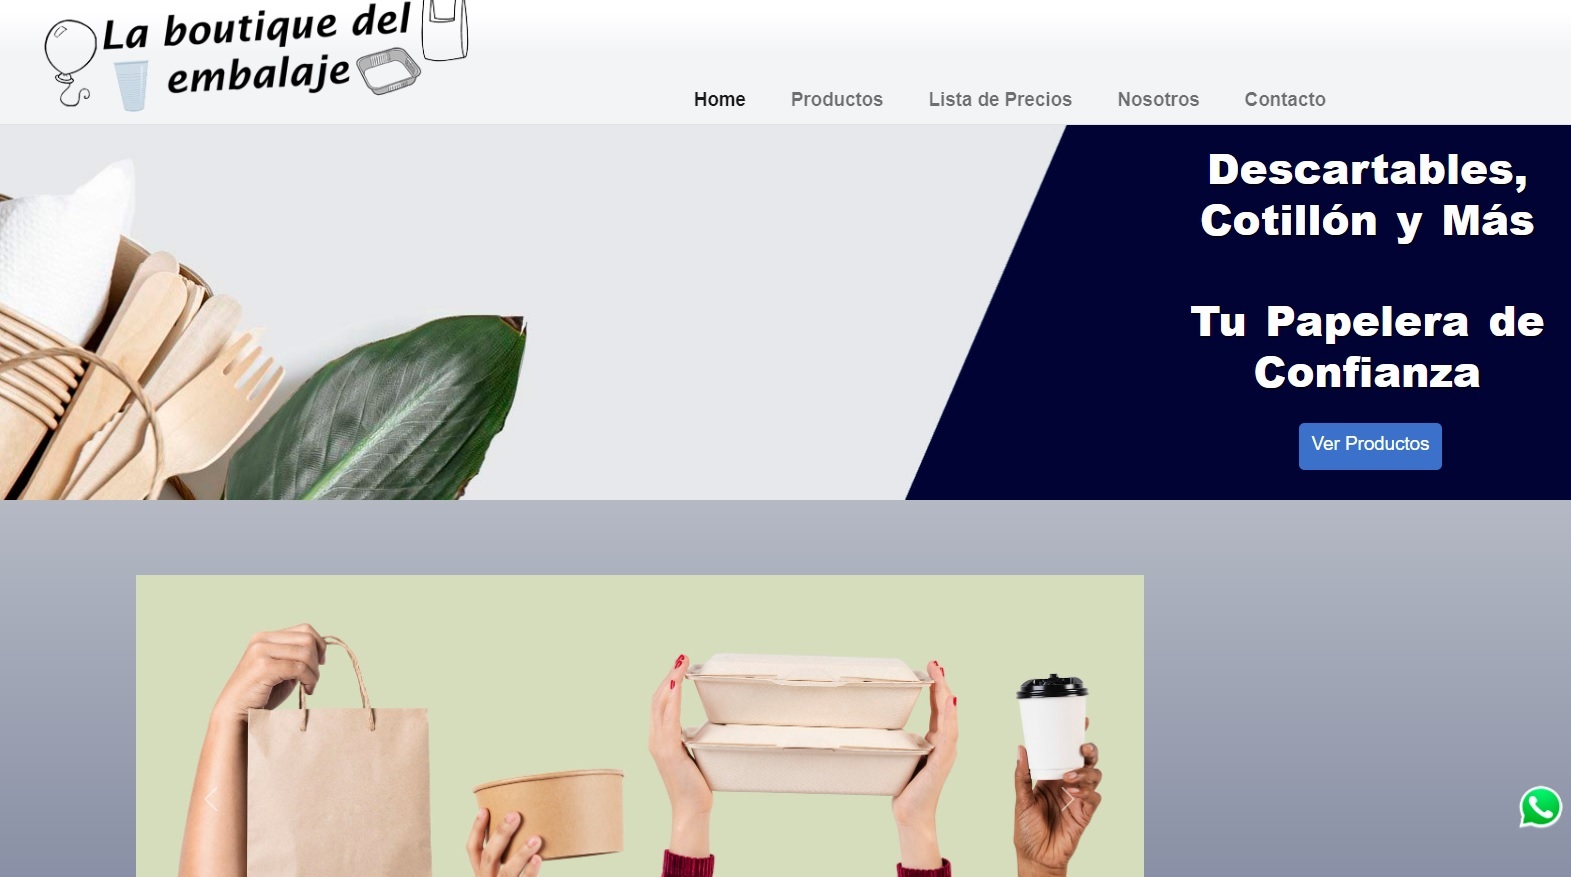 La boutique del
embalaje
Home Productos Lista de Precios Nosotros Contacto
Descartables,
Cotillón y Más
Tu Papelera de
Confianza
Ver Productos